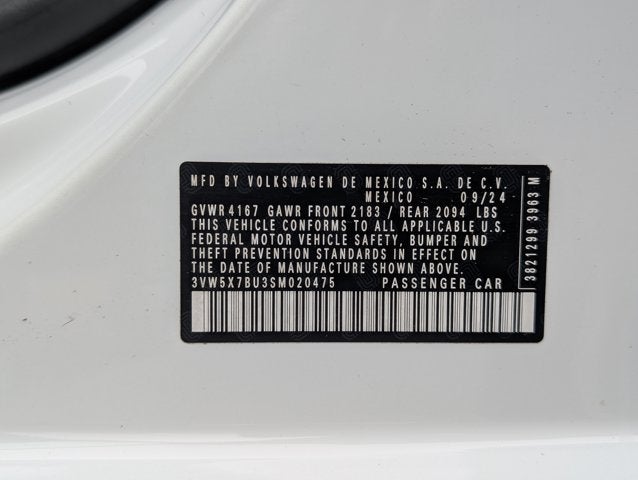 MFD BY VOLKSWAGEN DE MEXICO S.A. DE C.V.
MEXICO 09/24
GVWR 4167 GAWR FRONT 2183 / REAR 2094 LBS
THIS VEHICLE CONFORMS TO ALL APPLICABLE U.S.
FEDERAL MOTOR VEHICLE SAFETY, BUMPER AND
THEFT PREVENTION STANDARDS IN EFFECT ON
THE DATE OF MANUFACTURE SHOWN ABOVE.
3VW5X7BU3SM020475 PASSENGER CAR
3821299 3963 M